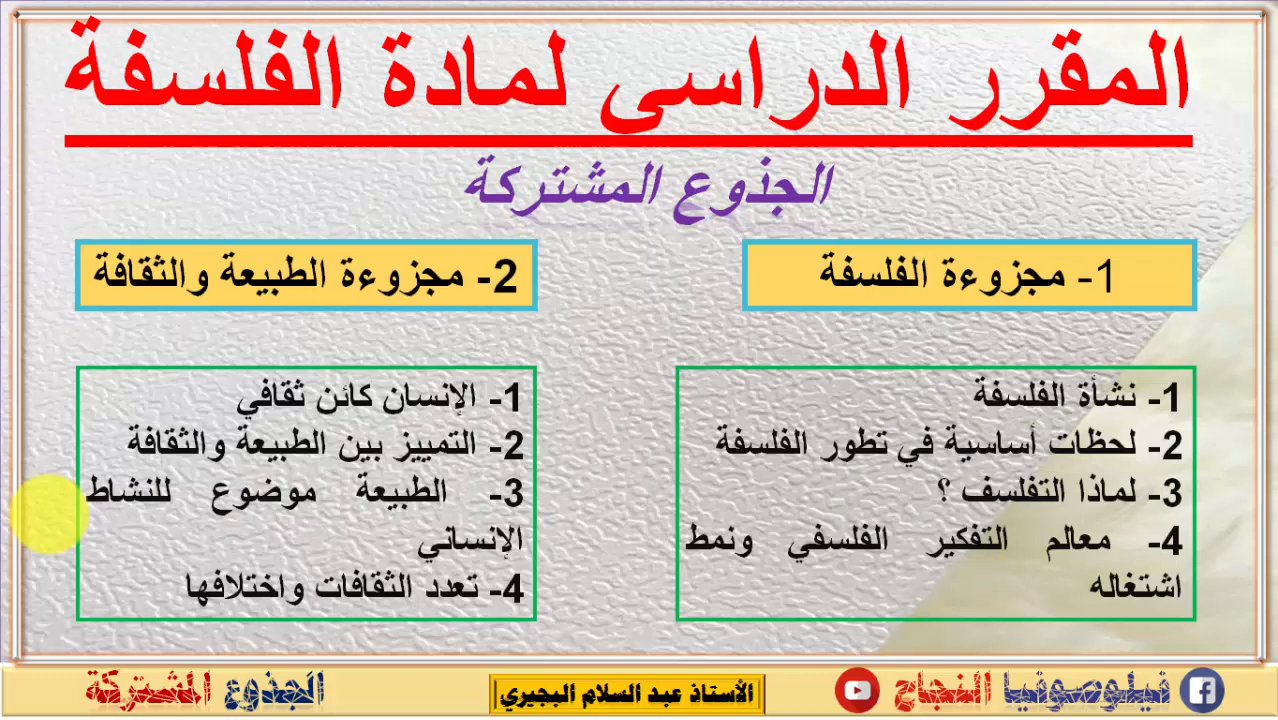 المقرر الدراسي لمادة الفلسفة
الجذوع المشتركة
1- مجزوءة الفلسفة
2- مجزوءة الطبيعة والثقافة
1- نشأة الفلسفة
2- لحظات أساسية في تطور الفلسفة
3- لماذا التفلسف ؟
4- معالم التفكير الفلسفي ونمط
اشتغاله
1- الإنسان كائن ثقافي
2- التمييز بين الطبيعة والثقافة
3- الطبيعة موضوع للنشاط
الإنساني
4- تعدد الثقافات واختلافها
فيلوصوفيا النجاح
الأستاذ عبد السلام البجيري
الجذوع المشتركة